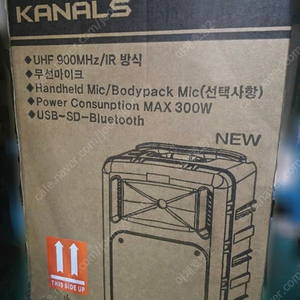 KANALS
◆UHF 900MHz/IR 방식
◆무선마이크
◆Handheld Mic/Bodypack Mic(선택사항)
◆Power Consunption MAX 300W
◆USB-SD-Bluetooth
NEW
THIS SIDE UP